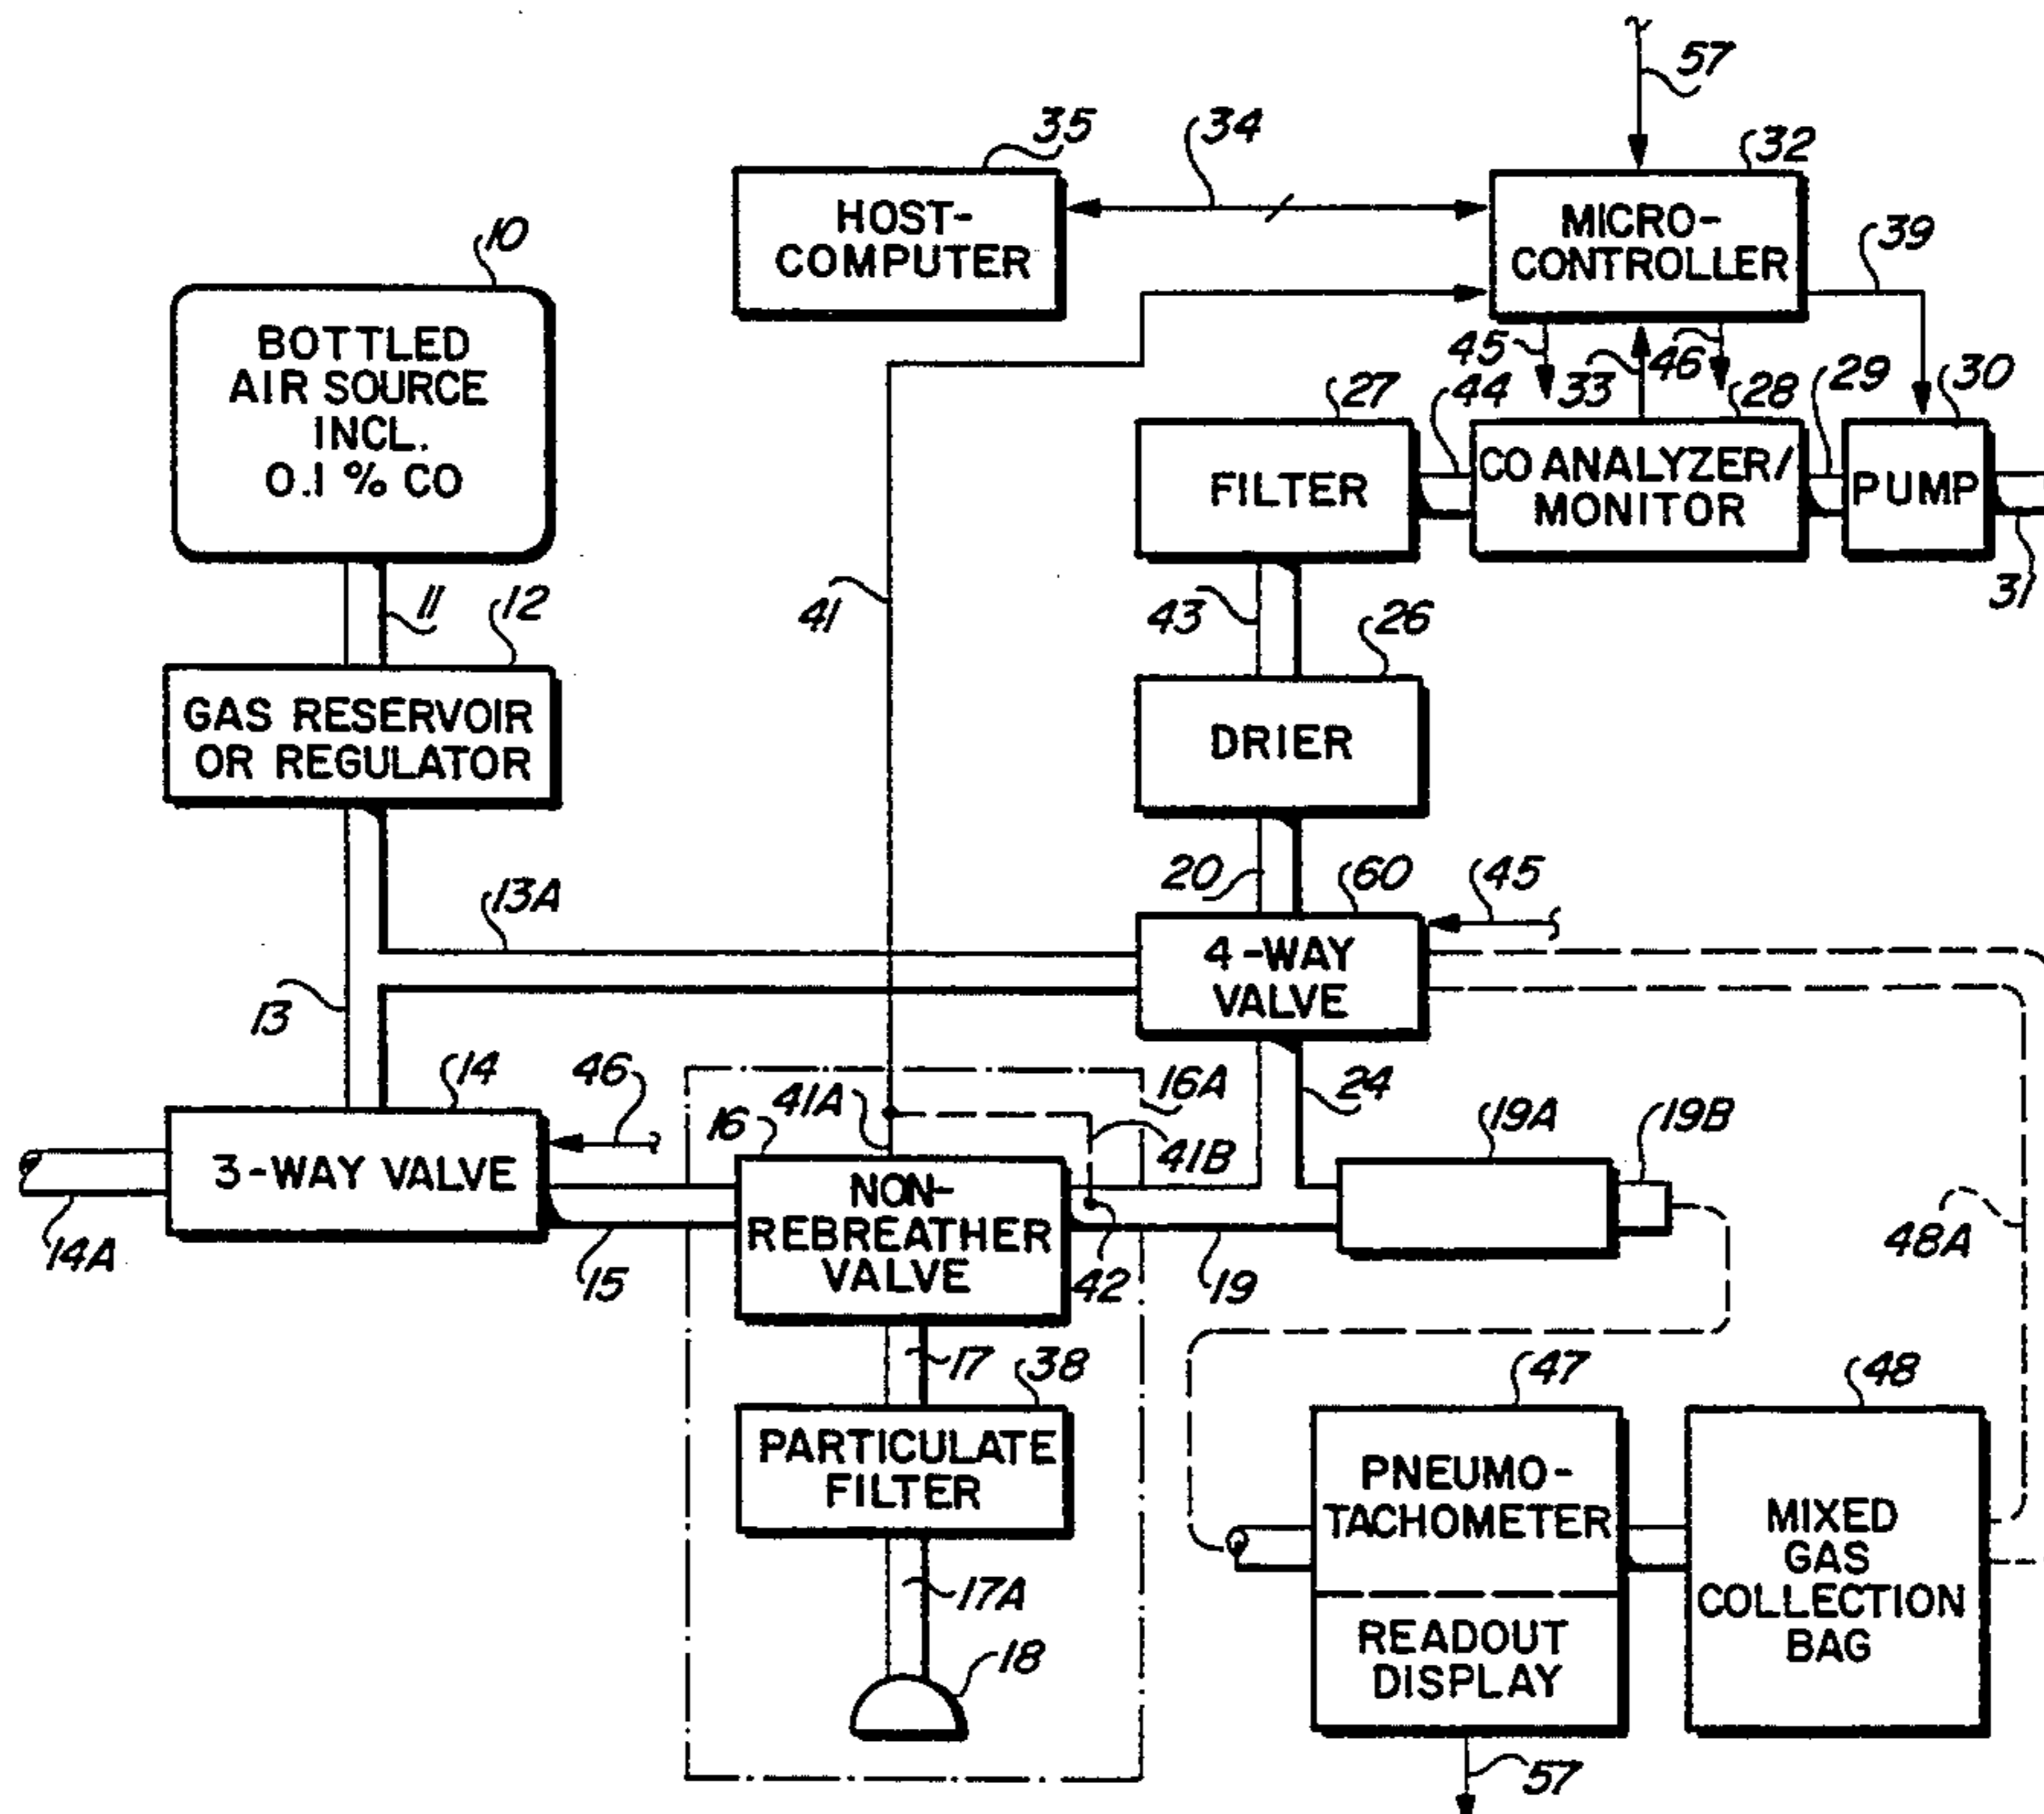 57
35
34
32
HOST-
COMPUTER
MICRO-
CONTROLLER
39
10
BOTTLED
AIR SOURCE
INCL.
0.1 % CO
45
33
46
27
44
28
29
30
FILTER
CO ANALYZER/
MONITOR
PUMP
31
11
12
41
43
26
GAS RESERVOIR
OR REGULATOR
DRIER
13A
20
60
45
4-WAY
VALVE
13
14
46
41A
16A
24
16
41B
19A
19B
3-WAY VALVE
NON-
REBREATHER
VALVE
14A
15
42
19
48A
17
38
47
48
PARTICULATE
FILTER
PNEUMO-
TACHOMETER
MIXED
GAS
COLLECTION
BAG
17A
18
READOUT
DISPLAY
57